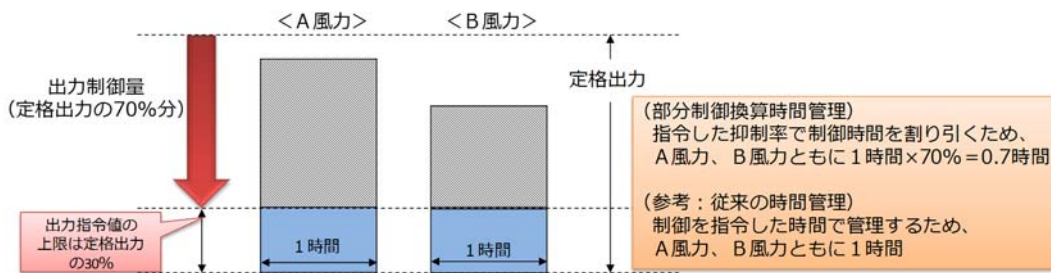 <A風力>
<B風力>
出力制御量
(定格出力の70%分)
定格出力
(部分制御換算時間管理)
指令した抑制率で制御時間を割り引くため、
A風力、B風力ともに1時間×70%=0.7時間
(参考:従来の時間管理)
制御を指令した時間で管理するため、
A風力、B風力ともに1時間
出力指令値の
上限は定格出力
の30%
1時間
1時間